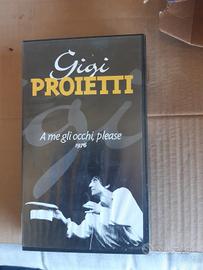 Gigi
PROIETTI
A me gli occhi, please
1976